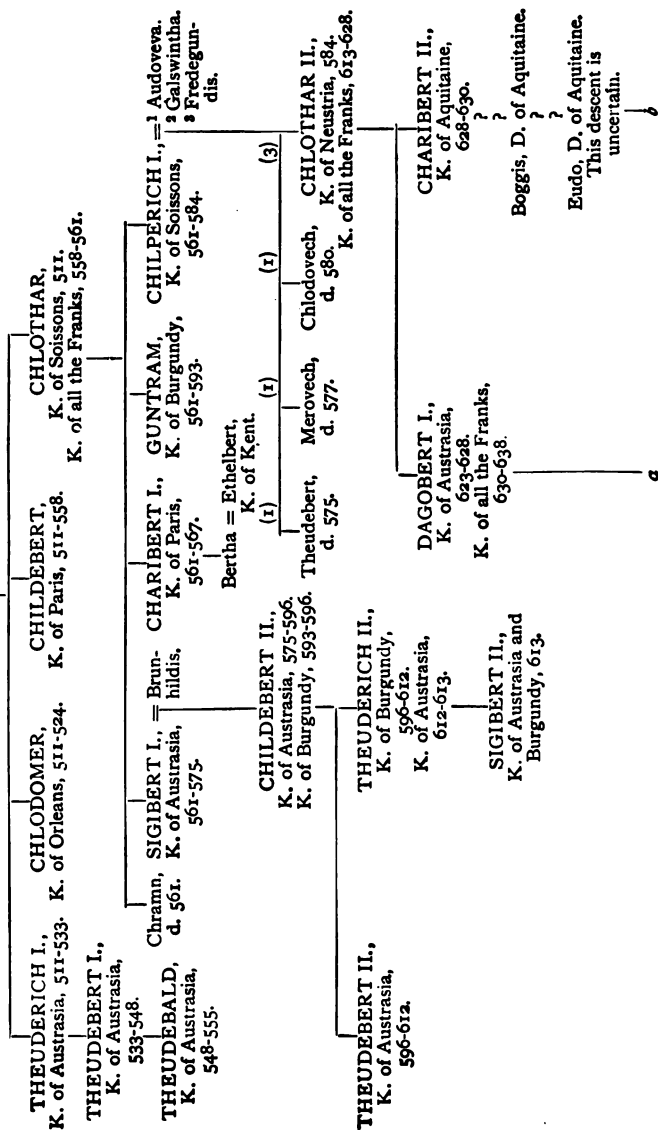 THEUDERICH I.,
K. of Austrasia, 511-533.
CHLODOMER,
K. of Orleans, 511-524.
CHILDEBERT,
K. of Paris, 511-558.
CHLOTHAR,
K. of Soissons, 511.
K. of all the Franks, 558-561.
THEUDEBERT I.,
K. of Austrasia,
533-548.
THEUDEBALD,
K. of Austrasia,
548-555.
Chramn,
d. 561.
SIGIBERT I., = Brun-
hildis.
K. of Austrasia,
561-575.
CHARIBERT I.,
K. of Paris,
561-567.
GUNTRAM,
K. of Burgundy,
561-593.
CHILPERICH I., = ¹ Audoveva.
² Galswintha.
³ Fredegun-
dis.
K. of Soissons,
561-584.
Bertha = Ethelbert,
K. of Kent.
(1)
(1)
(1)
(3)
Theudebert,
d. 575.
Merovech,
d. 577.
Chlodovech,
d. 580.
CHLOTHAR II.,
K. of Neustria, 584.
K. of all the Franks, 613-628.
CHILDEBERT II.,
K. of Austrasia, 575-596.
K. of Burgundy, 593-596.
THEUDEBERT II.,
K. of Austrasia,
596-612.
THEUDERICH II.,
K. of Burgundy,
596-612.
K. of Austrasia,
612-613.
SIGIBERT II.,
K. of Austrasia and
Burgundy, 613.
DAGOBERT I.,
K. of Austrasia,
623-628.
K. of all the Franks,
630-638.
a
CHARIBERT II.,
K. of Aquitaine,
628-630.
?
?
Boggis, D. of Aquitaine.
?
?
Eudo, D. of Aquitaine.
This descent is
uncertain.
b